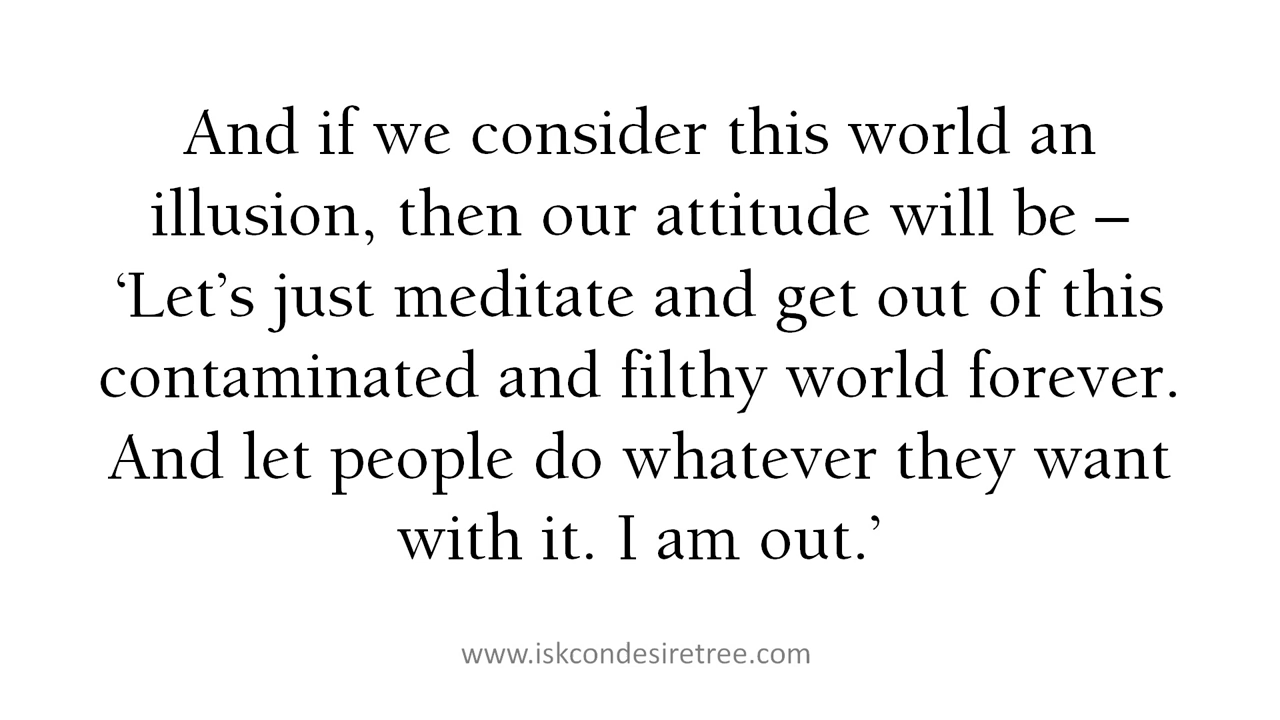 And if we consider this world an
illusion, then our attitude will be –
‘Let’s just meditate and get out of this
contaminated and filthy world forever.
And let people do whatever they want
with it. I am out.’
www.iskcondesiretree.com